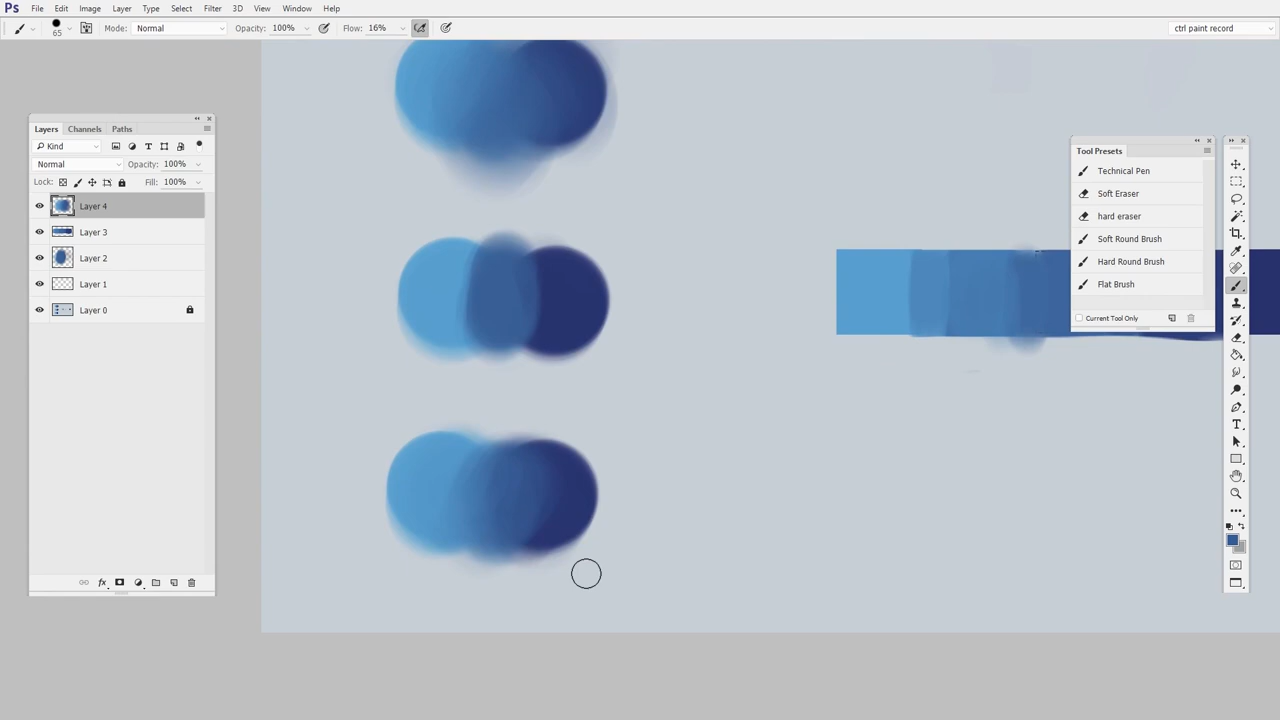 Ps File Edit Image Layer Type Select Filter 3D View Window Help
65 Mode: Normal Opacity: 100% Flow: 16% ctrl paint record
Layers Channels Paths
Kind
Normal Opacity: 100%
Lock: Fill: 100%
Layer 4
Layer 3
Layer 2
Layer 1
Layer 0
Tool Presets
Technical Pen
Soft Eraser
hard eraser
Soft Round Brush
Hard Round Brush
Flat Brush
Current Tool Only